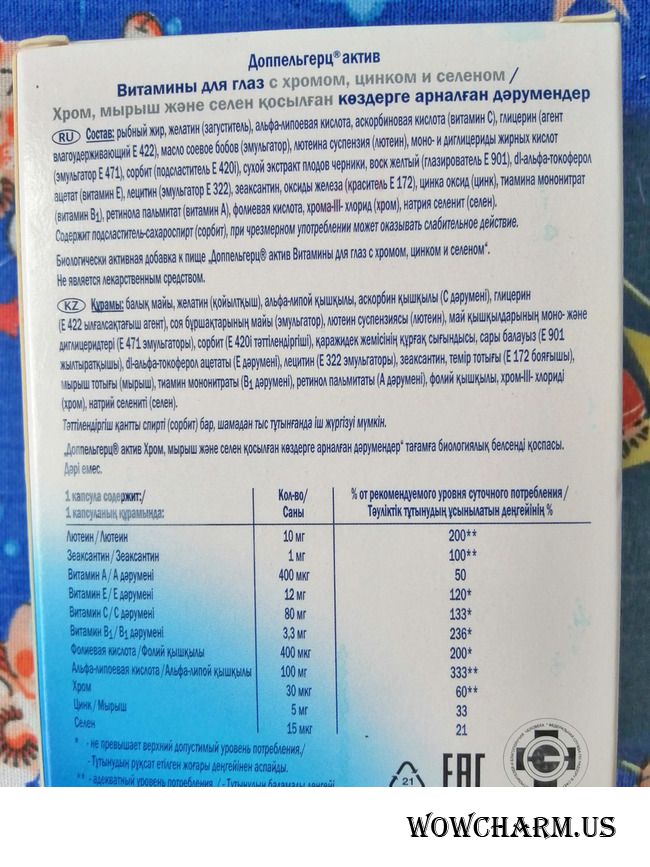 Доппельгерц® актив
Витамины для глаз с хромом, цинком и селеном /
Хром, мырыш және селен қосылған көздерге арналған дәрумендер
RU Состав: рыбный жир, желатин (загуститель), альфа-липоевая кислота, аскорбиновая кислота (витамин С), глицерин (агент
влагоудерживающий Е 422), масло соевое бобов (эмульгатор), лютеина суспензия (лютеин), моно- и диглицериды жирных кислот
(эмульгатор Е 471), сорбит (подсластитель Е 420i), сухой экстракт плодов черники, воск желтый (глазирователь Е 901), dl-альфа-токоферол
ацетат (витамин Е), лецитин (эмульгатор Е 322), зеаксантин, оксиды железа (краситель Е 172), цинка оксид (цинк), тиамина мононитрат
(витамин В1), ретинола пальмитат (витамин А), фолиевая кислота, хрома-III- хлорид (хром), натрия селенит (селен).
Содержит подсластитель-сахароспирт (сорбит), при чрезмерном употреблении может оказывать слабительное действие.
Биологически активная добавка к пище „Доппельгерц® актив Витамины для глаз с хромом, цинком и селеном“.
Не является лекарственным средством.
KZ Құрамы: балық майы, желатин (қойылтқыш), альфа-липой қышқылы, аскорбин қышқылы (С дәрумені), глицерин
(Е 422 ылғалсақтағыш агент), соя бұршақтарының майы (эмульгатор), лютеин суспензиясы (лютеин), май қышқылдарының моно- және
диглицеридтері (Е 471 эмульгаторы), сорбит (Е 420i тәттілендіргіші), қаражидек жемісінің құрғақ сығындысы, сары балауыз (Е 901
жылтыратқышы), dl-альфа-токоферол ацетаты (Е дәрумені), лецитин (Е 322 эмульгаторы), зеаксантин, темір тотығы (Е 172 бояғышы),
мырыш тотығы (мырыш), тиамин мононитраты (В1 дәрумені), ретинол пальмитаты (А дәрумені), фолий қышқылы, хром-III- хлориді
(хром), натрий селениті (селен).
Тәттілендіргіш қантты спирті (сорбит) бар, шамадан тыс тұтынғанда іш жүргізуі мүмкін.
„Доппельгерц® актив Хром, мырыш және селен қосылған көздерге арналған дәрумендер“ тағамға биологиялық белсенді қоспасы.
Дәрі емес.
1 капсула содержит:/ Кол-во/ % от рекомендуемого уровня суточного потребления /
1 капсуланың құрамында: Саны Тәуліктік тұтынудың ұсынылатын деңгейінің %
Лютеин /Лютеин 10 мг 200**
Зеаксантин / Зеаксантин 1 мг 100**
Витамин А / А дәрумені 400 мкг 50
Витамин Е / Е дәрумені 12 мг 120*
Витамин С / С дәрумені 80 мг 133*
Витамин В1 / В1 дәрумені 3,3 мг 236*
Фолиевая кислота /Фолий қышқылы 400 мкг 200*
Альфа-липоевая кислота /Альфа-липой қышқылы 100 мг 333**
Хром 30 мкг 60**
Цинк / Мырыш 5 мг 33
Селен 15 мкг 21
* - не превышает верхний допустимый уровень потребления,/
- Тұтынудың рұқсат етілген жоғары деңгейінен аспайды.
** - адекватный уровень потребления / - Тұтынудың баламалы деңгейі
21
EAC
WOWCHARM.US